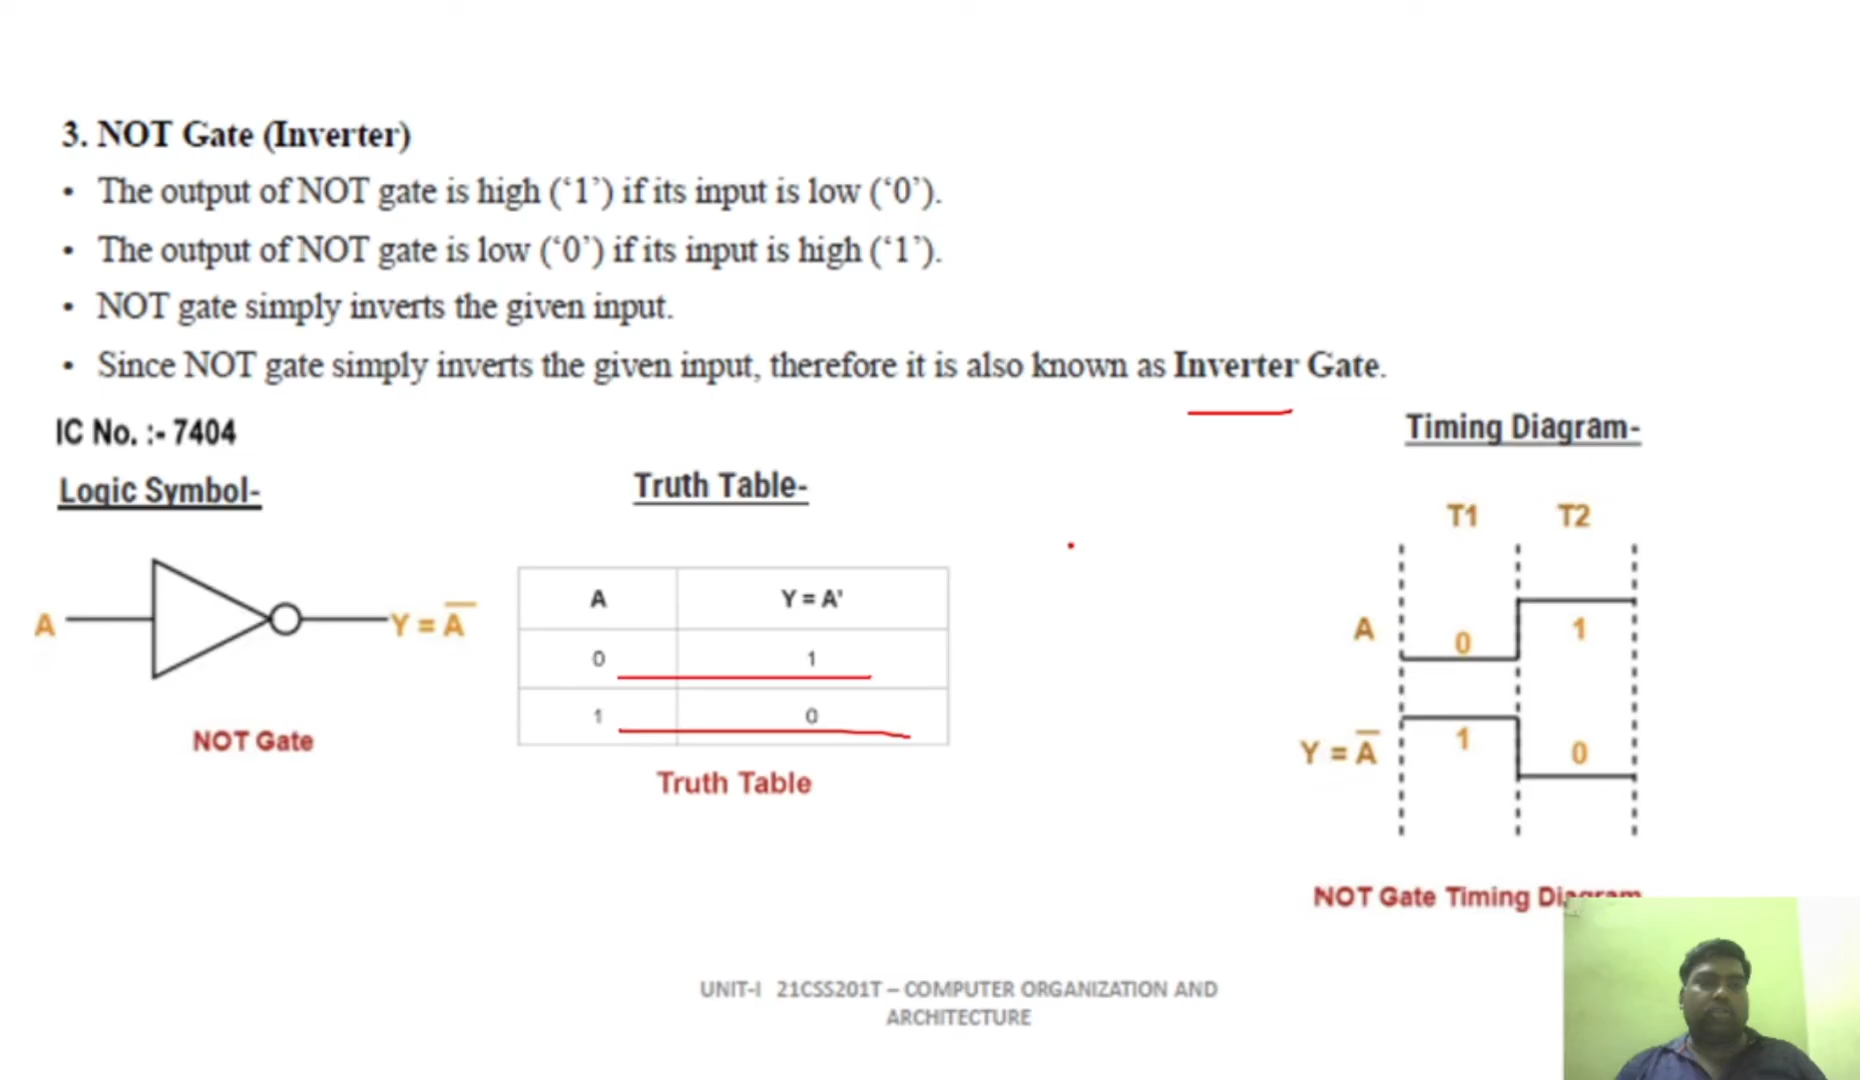 3. NOT Gate (Inverter)
• The output of NOT gate is high (‘1’) if its input is low (‘0’).
• The output of NOT gate is low (‘0’) if its input is high (‘1’).
• NOT gate simply inverts the given input.
• Since NOT gate simply inverts the given input, therefore it is also known as Inverter Gate.
IC No. :- 7404
Logic Symbol-
A
Y = A̅
NOT Gate
Truth Table-
A Y = A'
0 1
1 0
Truth Table
Timing Diagram-
T1 T2
A 0 1
Y = A̅ 1 0
NOT Gate Timing Diagram
UNIT-I 21CSS201T – COMPUTER ORGANIZATION AND
ARCHITECTURE